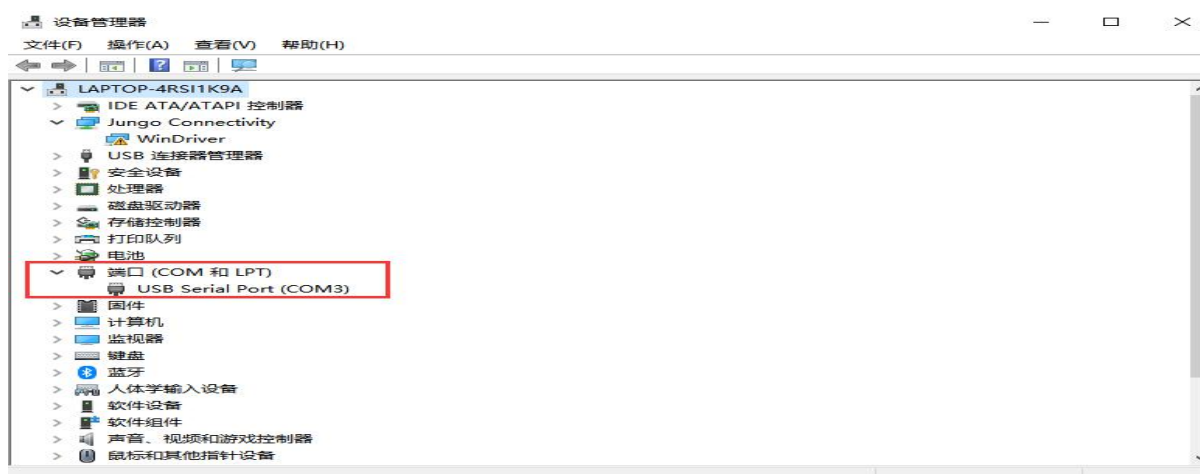 设备管理器
文件(F) 操作(A) 查看(V) 帮助(H)
LAPTOP-4RSI1K9A
IDE ATA/ATAPI 控制器
Jungo Connectivity
WinDriver
USB 连接器管理器
安全设备
处理器
磁盘驱动器
存储控制器
打印队列
电池
端口 (COM 和 LPT)
USB Serial Port (COM3)
固件
计算机
监视器
键盘
蓝牙
人体学输入设备
软件设备
软件组件
声音、视频和游戏控制器
鼠标和其他指针设备